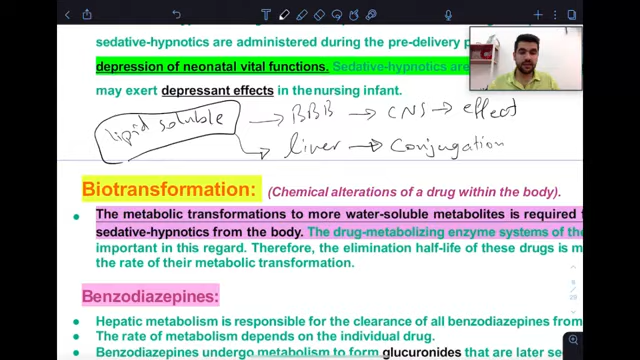 sedative-hypnotics are administered during the pre-delivery p
depression of neonatal vital functions. Sedative-hypnotics are
may exert depressant effects in the nursing infant.
lipid soluble → BBB → CNS → effect
→ liver → Conjugation
Biotransformation: (Chemical alterations of a drug within the body).
• The metabolic transformations to more water-soluble metabolites is required
sedative-hypnotics from the body. The drug-metabolizing enzyme systems of the
important in this regard. Therefore, the elimination half-life of these drugs is m
the rate of their metabolic transformation.
Benzodiazepines:
• Hepatic metabolism is responsible for the clearance of all benzodiazepines from
• The rate of metabolism depends on the individual drug.
• Benzodiazepines undergo metabolism to form glucuronides that are later se